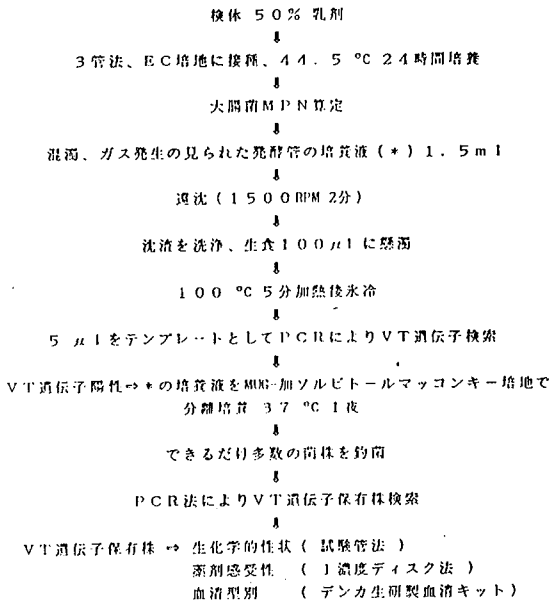 検体 50% 乳剤
⇓
3管法、EC培地に接種、44.5 ℃ 24時間培養
⇓
大腸菌MPN算定
⇓
混濁、ガス発生の見られた発酵管の培養液(*)1.5ml
⇓
遠沈(1500RPM 2分)
⇓
沈渣を洗浄、生食100μlに懸濁
⇓
100 ℃ 5分加熱後氷冷
⇓
5 μlをテンプレートとしてPCRによりVT遺伝子検索
⇓
VT遺伝子陽性⇨*の培養液をMUG-加ソルビトールマッコンキー培地で
分離培養 37 ℃ 1夜
⇓
できるだけ多数の菌株を釣菌
⇓
PCR法によりVT遺伝子保有株検索
⇓
VT遺伝子保有株 ⇨ 生化学的性状(試験管法)
薬剤感受性 (1濃度ディスク法)
血清型別 (デンカ生研製血清キット)